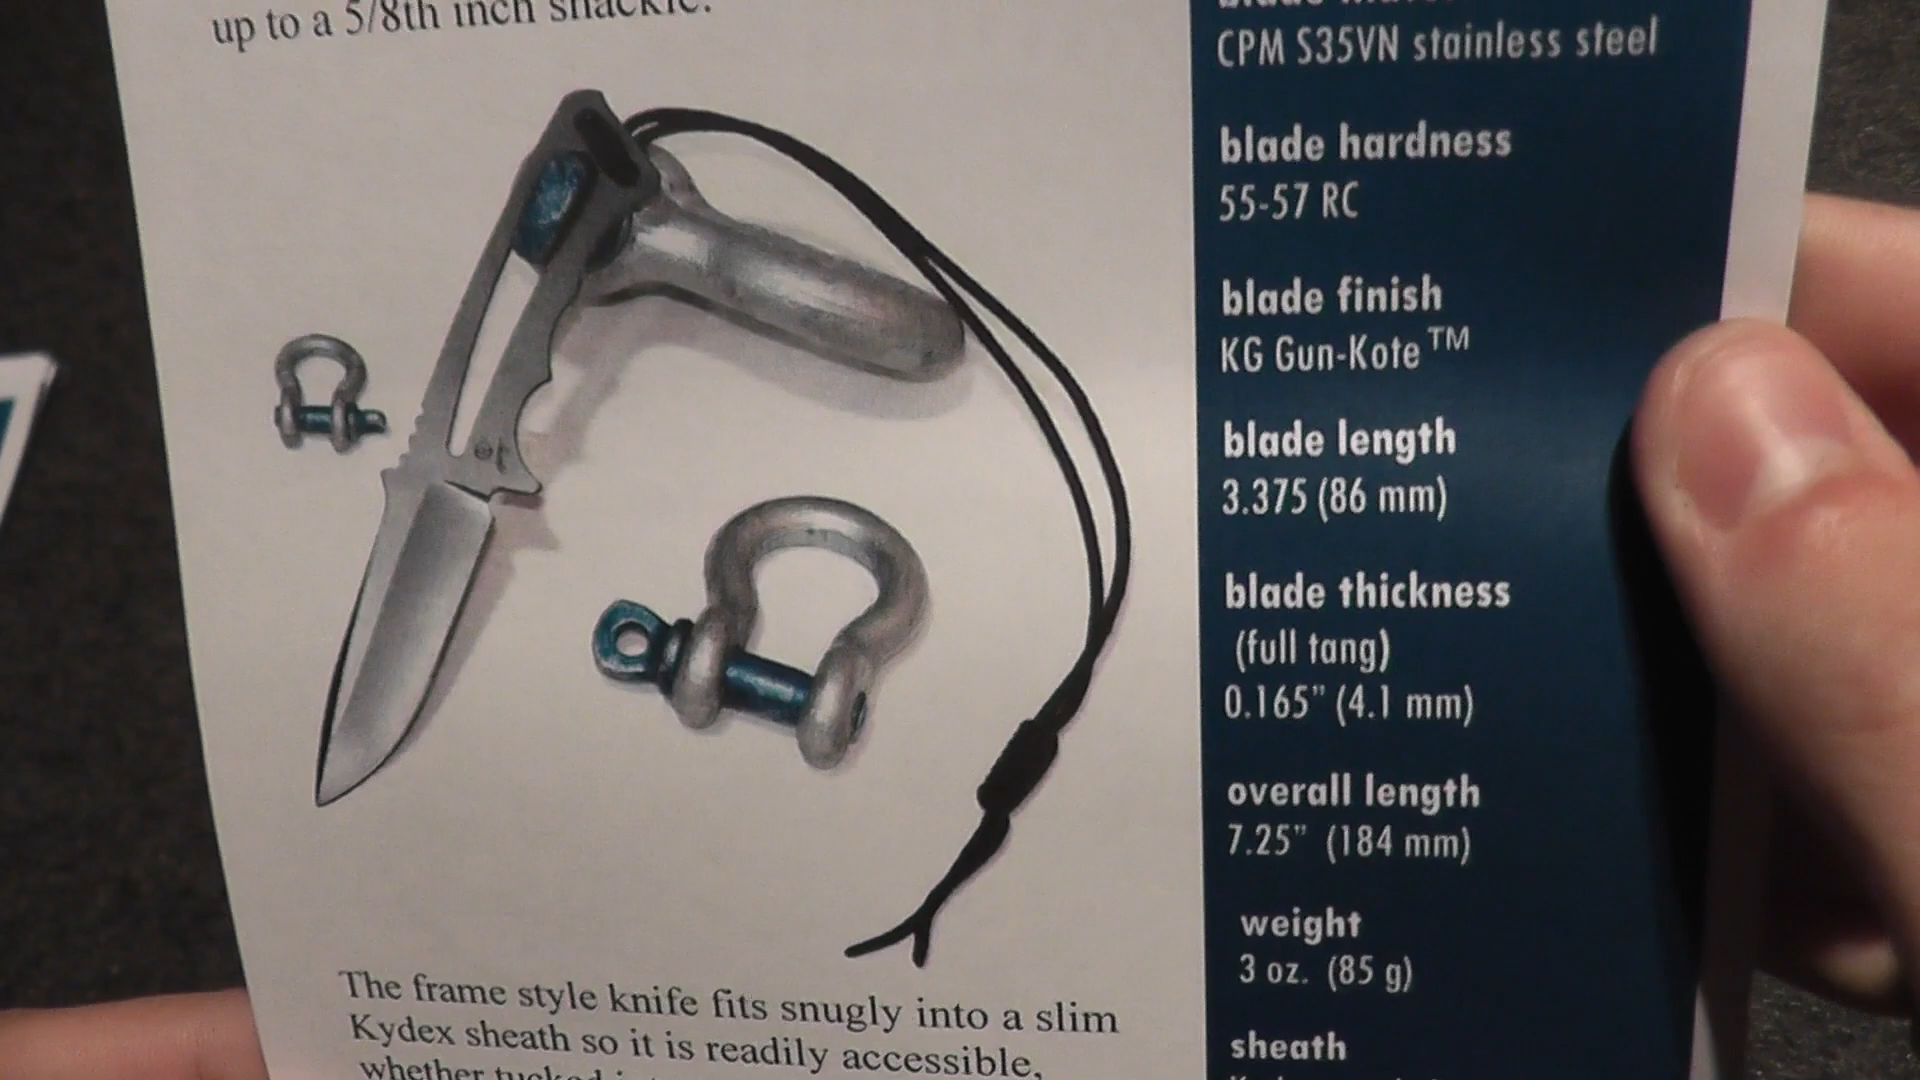 up to a 5/8th inch shackle.
The frame style knife fits snugly into a slim
Kydex sheath so it is readily accessible,
whether tucked
blade
CPM S35VN stainless steel
blade hardness
55-57 RC
blade finish
KG Gun-Kote™
blade length
3.375 (86 mm)
blade thickness
(full tang)
0.165" (4.1 mm)
overall length
7.25" (184 mm)
weight
3 oz. (85 g)
sheath